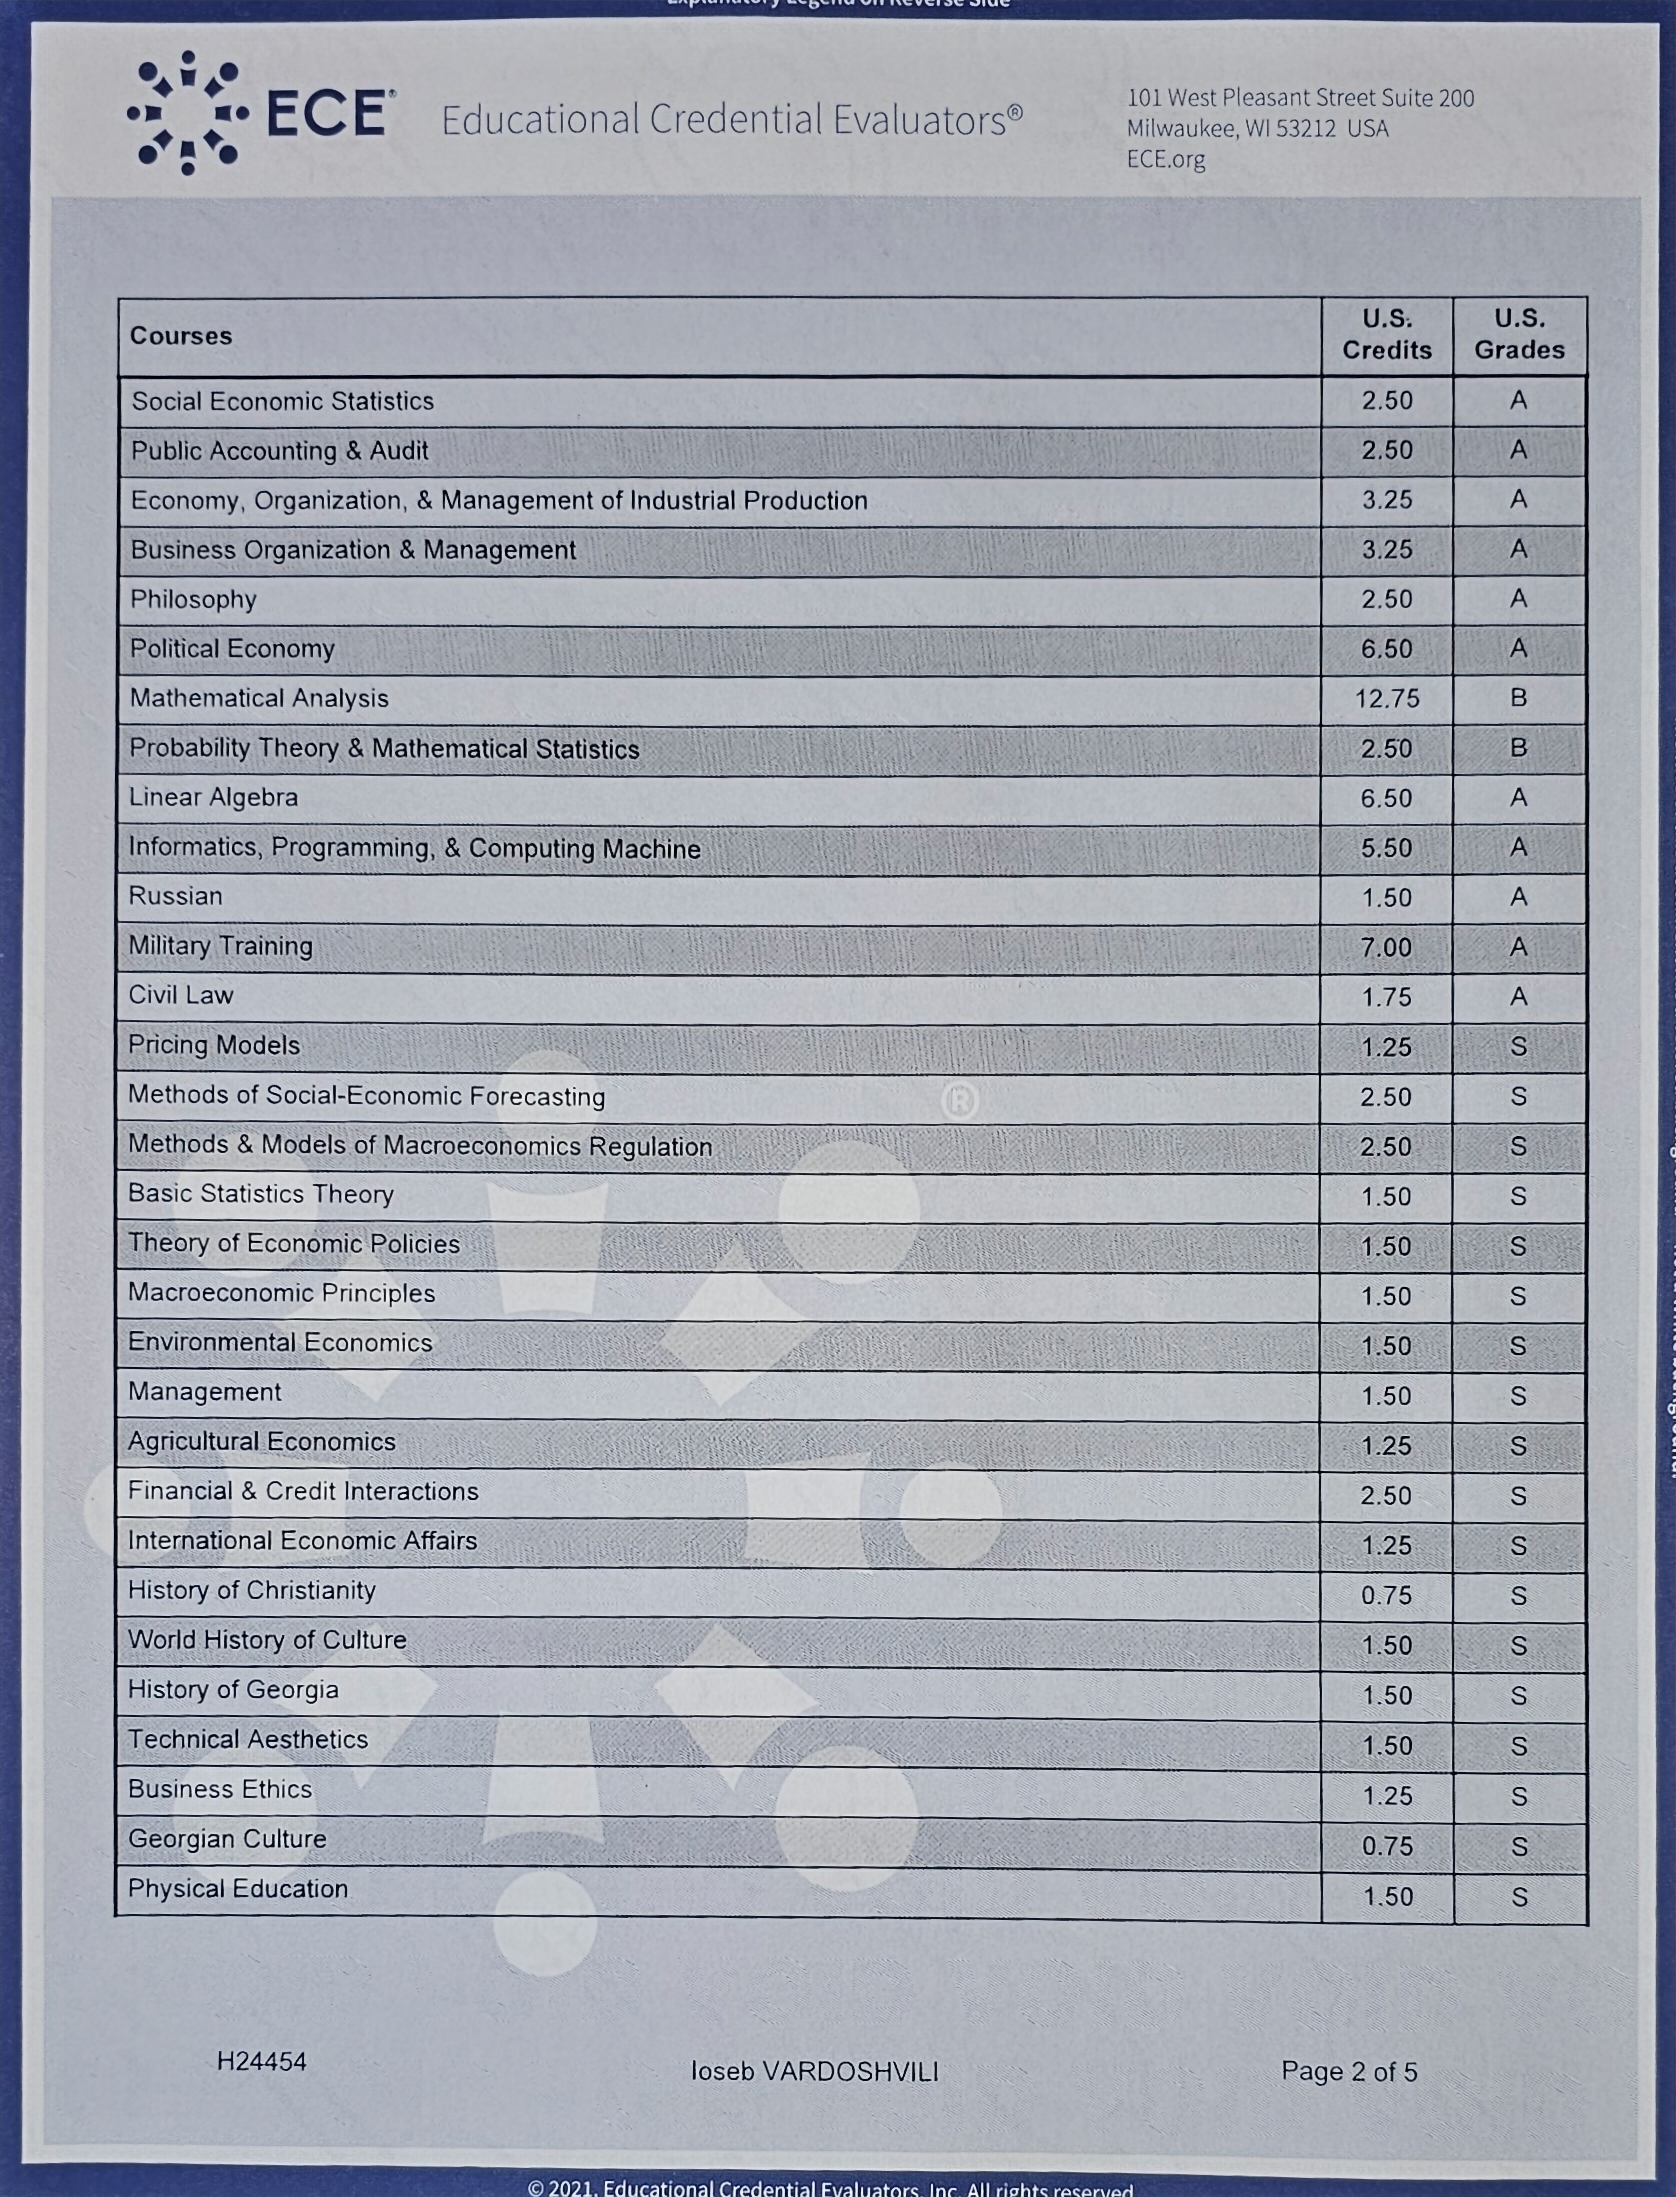 Explanatory Legend on Reverse Side
ECE®
Educational Credential Evaluators®
101 West Pleasant Street Suite 200
Milwaukee, WI 53212 USA
ECE.org
Courses U.S. Credits U.S. Grades
Social Economic Statistics 2.50 A
Public Accounting & Audit 2.50 A
Economy, Organization, & Management of Industrial Production 3.25 A
Business Organization & Management 3.25 A
Philosophy 2.50 A
Political Economy 6.50 A
Mathematical Analysis 12.75 B
Probability Theory & Mathematical Statistics 2.50 B
Linear Algebra 6.50 A
Informatics, Programming, & Computing Machine 5.50 A
Russian 1.50 A
Military Training 7.00 A
Civil Law 1.75 A
Pricing Models 1.25 S
Methods of Social-Economic Forecasting 2.50 S
Methods & Models of Macroeconomics Regulation 2.50 S
Basic Statistics Theory 1.50 S
Theory of Economic Policies 1.50 S
Macroeconomic Principles 1.50 S
Environmental Economics 1.50 S
Management 1.50 S
Agricultural Economics 1.25 S
Financial & Credit Interactions 2.50 S
International Economic Affairs 1.25 S
History of Christianity 0.75 S
World History of Culture 1.50 S
History of Georgia 1.50 S
Technical Aesthetics 1.50 S
Business Ethics 1.25 S
Georgian Culture 0.75 S
Physical Education 1.50 S
®
H24454 Ioseb VARDOSHVILI Page 2 of 5
© 2021, Educational Credential Evaluators, Inc. All rights reserved